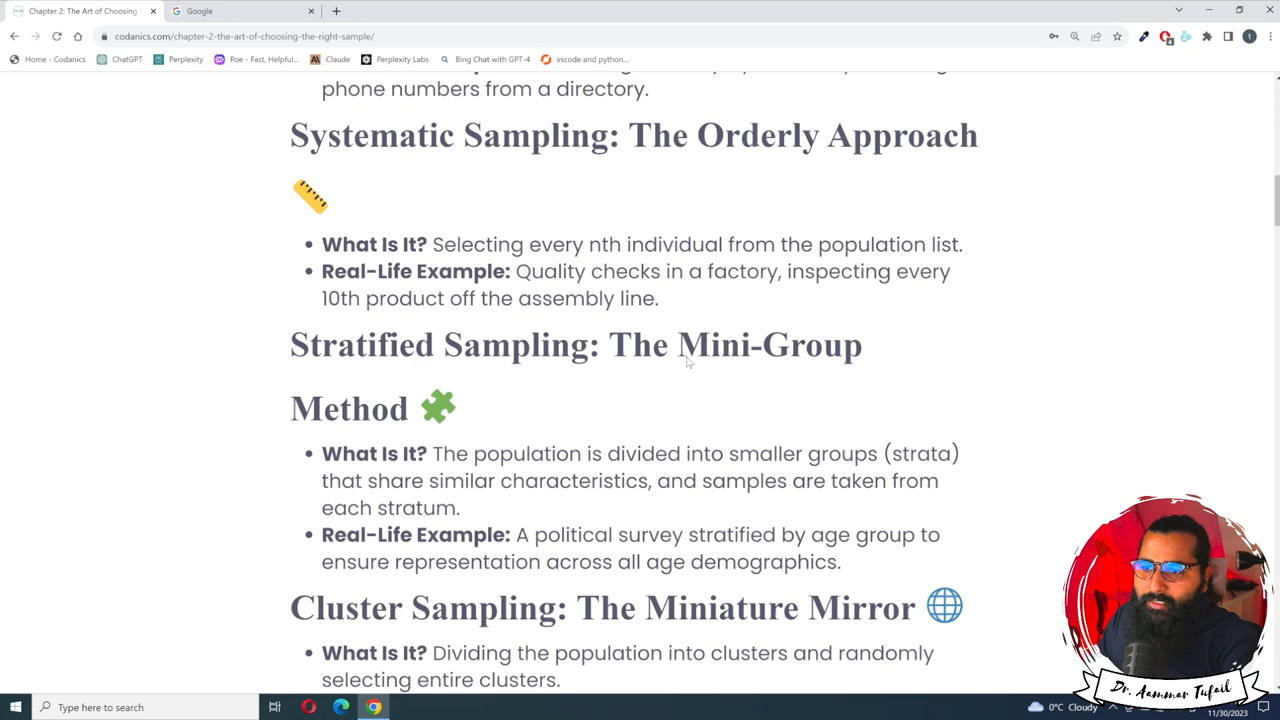 Chapter 2: The Art of Choosing
Google
codanics.com/chapter-2-the-art-of-choosing-the-right-sample/
Home - Codanics
ChatGPT
Perplexity
Poe - Fast, Helpful...
Claude
Perplexity Labs
Bing Chat with GPT-4
vscode and python...
phone numbers from a directory.
Systematic Sampling: The Orderly Approach
• What Is It? Selecting every nth individual from the population list.
• Real-Life Example: Quality checks in a factory, inspecting every
10th product off the assembly line.
Stratified Sampling: The Mini-Group
Method
• What Is It? The population is divided into smaller groups (strata)
that share similar characteristics, and samples are taken from
each stratum.
• Real-Life Example: A political survey stratified by age group to
ensure representation across all age demographics.
Cluster Sampling: The Miniature Mirror
• What Is It? Dividing the population into clusters and randomly
selecting entire clusters.
Dr. Aammar Tufail
Type here to search
0°C Cloudy
11/30/2023